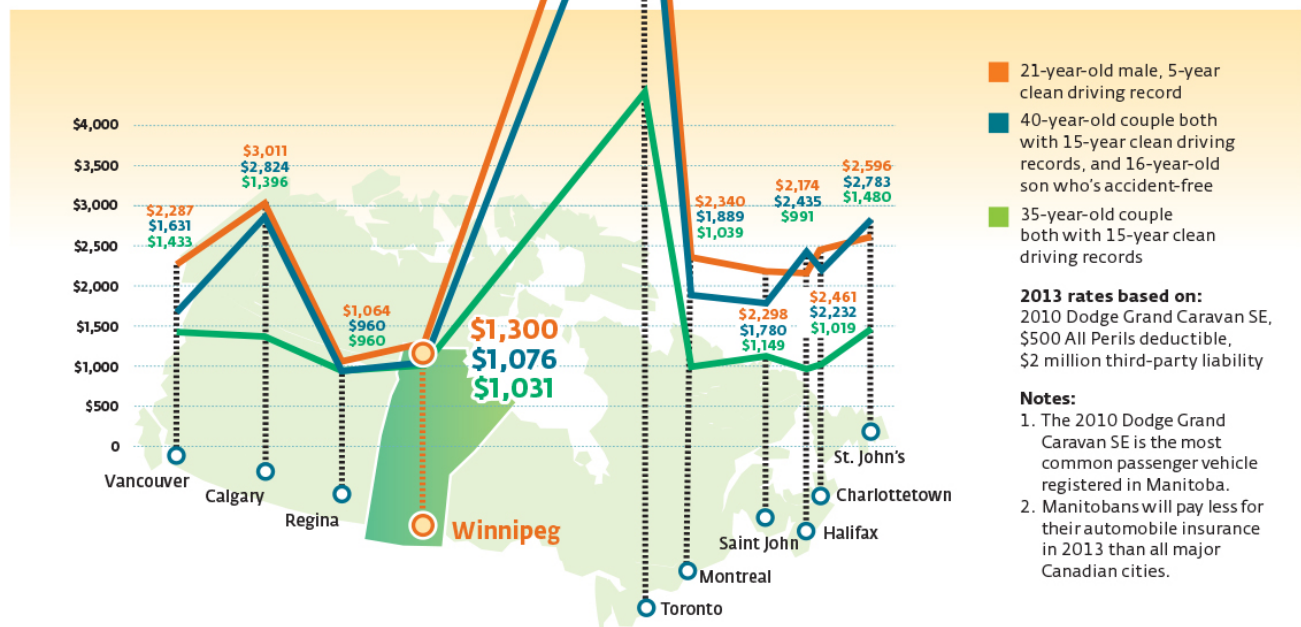 $4,000
$3,500
$3,000
$2,500
$2,000
$1,500
$1,000
$500
0
$2,287
$1,631
$1,433
Vancouver
$3,011
$2,824
$1,396
Calgary
$1,064
$960
$960
Regina
$1,300
$1,076
$1,031
Winnipeg
Toronto
$2,340
$1,889
$1,039
Montreal
$2,298
$1,780
$1,149
Saint John
$2,174
$2,435
$991
Halifax
$2,461
$2,232
$1,019
Charlottetown
$2,596
$2,783
$1,480
St. John's
21-year-old male, 5-year
clean driving record
40-year-old couple both
with 15-year clean driving
records, and 16-year-old
son who's accident-free
35-year-old couple
both with 15-year clean
driving records
2013 rates based on:
2010 Dodge Grand Caravan SE,
$500 All Perils deductible,
$2 million third-party liability
Notes:
1. The 2010 Dodge Grand
Caravan SE is the most
common passenger vehicle
registered in Manitoba.
2. Manitobans will pay less for
their automobile insurance
in 2013 than all major
Canadian cities.